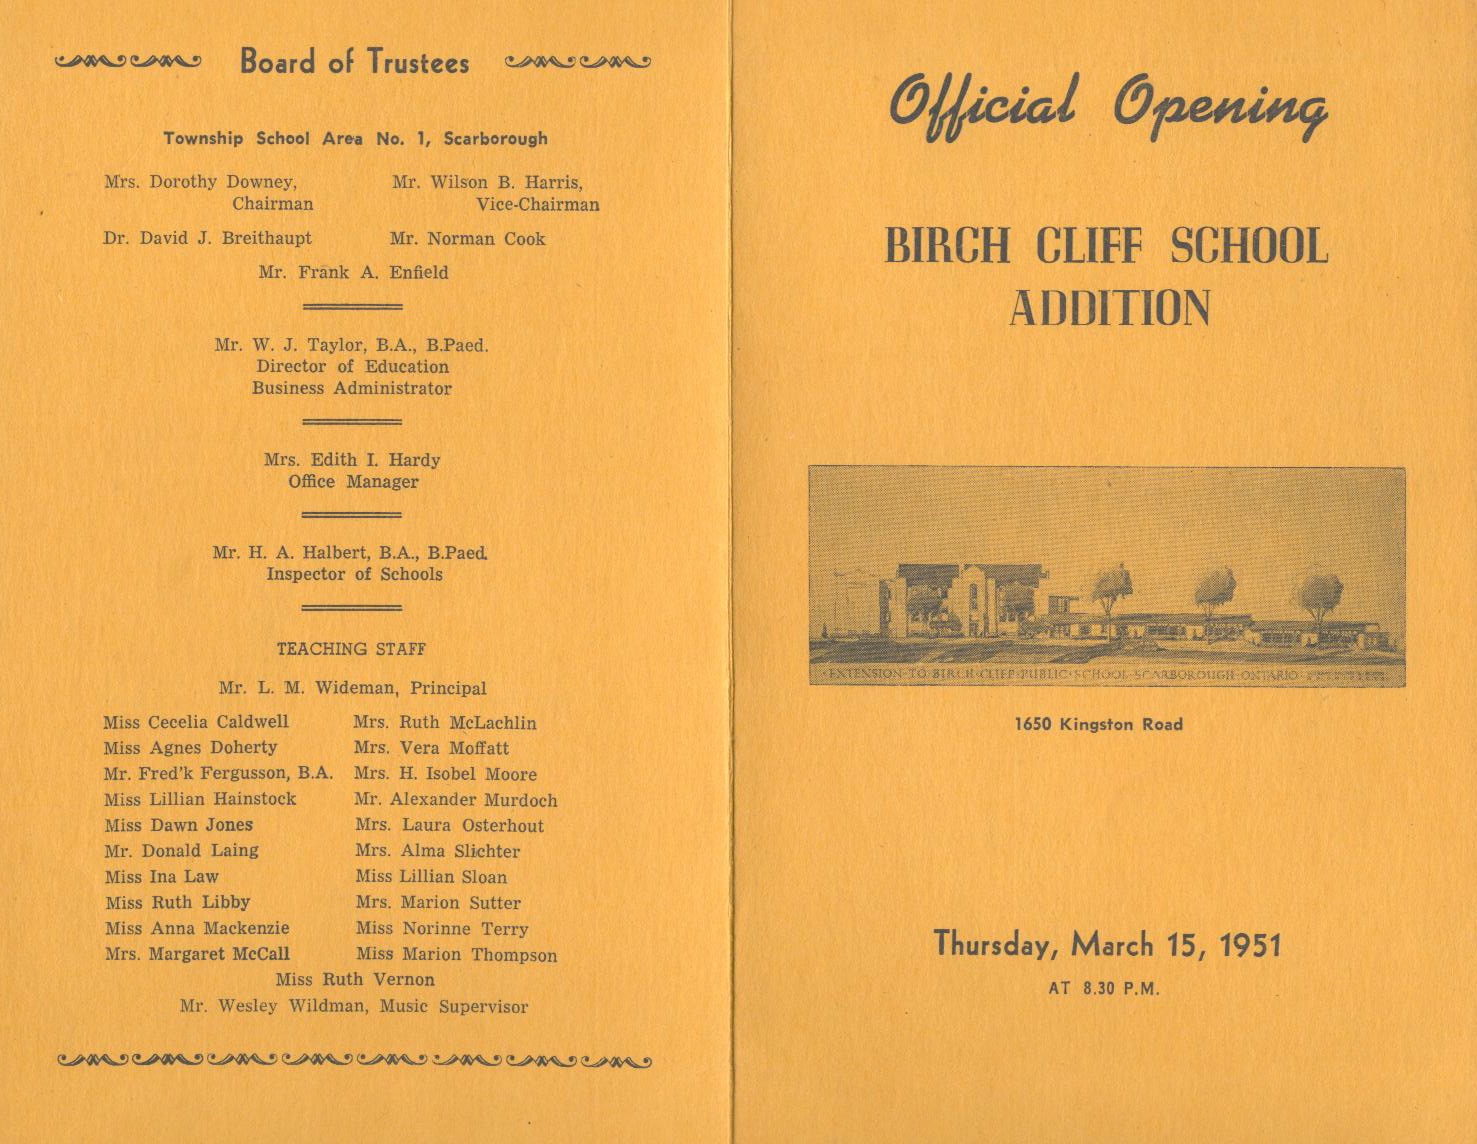 Board of Trustees
Township School Area No. 1, Scarborough
Mrs. Dorothy Downey,
Chairman
Mr. Wilson B. Harris,
Vice-Chairman
Dr. David J. Breithaupt
Mr. Norman Cook
Mr. Frank A. Enfield
Mr. W. J. Taylor, B.A., B.Paed.
Director of Education
Business Administrator
Mrs. Edith I. Hardy
Office Manager
Mr. H. A. Halbert, B.A., B.Paed.
Inspector of Schools
TEACHING STAFF
Mr. L. M. Wideman, Principal
Miss Cecelia Caldwell
Miss Agnes Doherty
Mr. Fred'k Fergusson, B.A.
Miss Lillian Hainstock
Miss Dawn Jones
Mr. Donald Laing
Miss Ina Law
Miss Ruth Libby
Miss Anna Mackenzie
Mrs. Margaret McCall
Mrs. Ruth McLachlin
Mrs. Vera Moffatt
Mrs. H. Isobel Moore
Mr. Alexander Murdoch
Mrs. Laura Osterhout
Mrs. Alma Slichter
Miss Lillian Sloan
Mrs. Marion Sutter
Miss Norinne Terry
Miss Marion Thompson
Miss Ruth Vernon
Mr. Wesley Wildman, Music Supervisor
Official Opening
BIRCH CLIFF SCHOOL
ADDITION
·EXTENSION·TO·BIRCH·CLIFF·PUBLIC·SCHOOL·SCARBOROUGH·ONTARIO·
1650 Kingston Road
Thursday, March 15, 1951
AT 8.30 P.M.